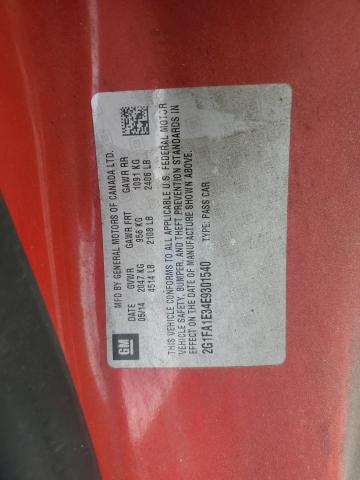 MFD BY GENERAL MOTORS OF CANADA LTD.
DATE GVWR GAWR FRT GAWR RR
05/14 2047 KG 956 KG 1091 KG
4514 LB 2108 LB 2406 LB
GM
THIS VEHICLE CONFORMS TO ALL APPLICABLE U.S. FEDERAL MOTOR
VEHICLE SAFETY, BUMPER, AND THEFT PREVENTION STANDARDS IN
EFFECT ON THE DATE OF MANUFACTURE SHOWN ABOVE.
2G1FA1E34E9301540 TYPE: PASS CAR